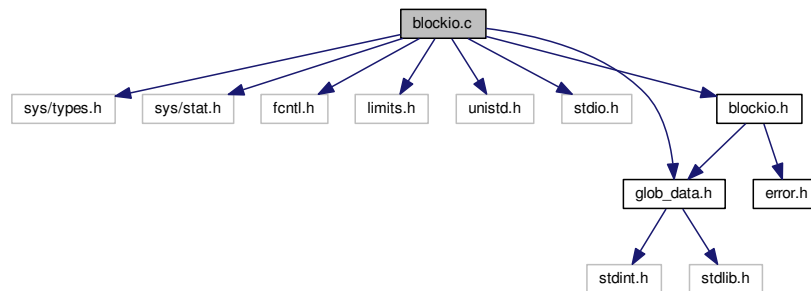 blockio.c
sys/types.h
sys/stat.h
fcntl.h
limits.h
unistd.h
stdio.h
blockio.h
glob_data.h
error.h
stdint.h
stdlib.h